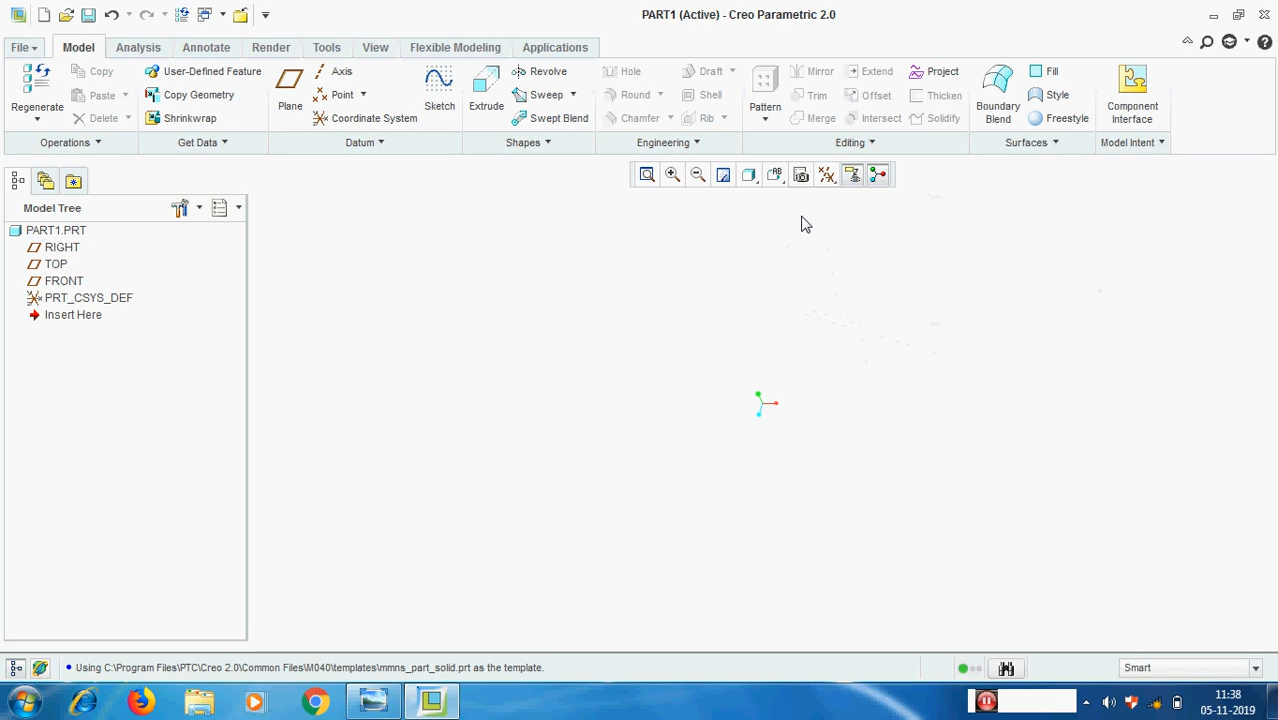 PART1 (Active) - Creo Parametric 2.0
File Model Analysis Annotate Render Tools View Flexible Modeling Applications
Regenerate
Copy
Paste
Delete
Operations
User-Defined Feature
Copy Geometry
Shrinkwrap
Get Data
Plane
Axis
Point
Coordinate System
Datum
Sketch
Extrude
Revolve
Sweep
Swept Blend
Shapes
Hole
Round
Chamfer
Draft
Shell
Rib
Engineering
Pattern
Mirror
Trim
Merge
Extend
Offset
Intersect
Project
Thicken
Solidify
Editing
Boundary
Blend
Fill
Style
Freestyle
Surfaces
Component
Interface
Model Intent
Model Tree
PART1.PRT
RIGHT
TOP
FRONT
PRT_CSYS_DEF
Insert Here
Using C:\Program Files\PTC\Creo 2.0\Common Files\M040\templates\mmns_part_solid.prt as the template.
Smart
11:38
05-11-2019